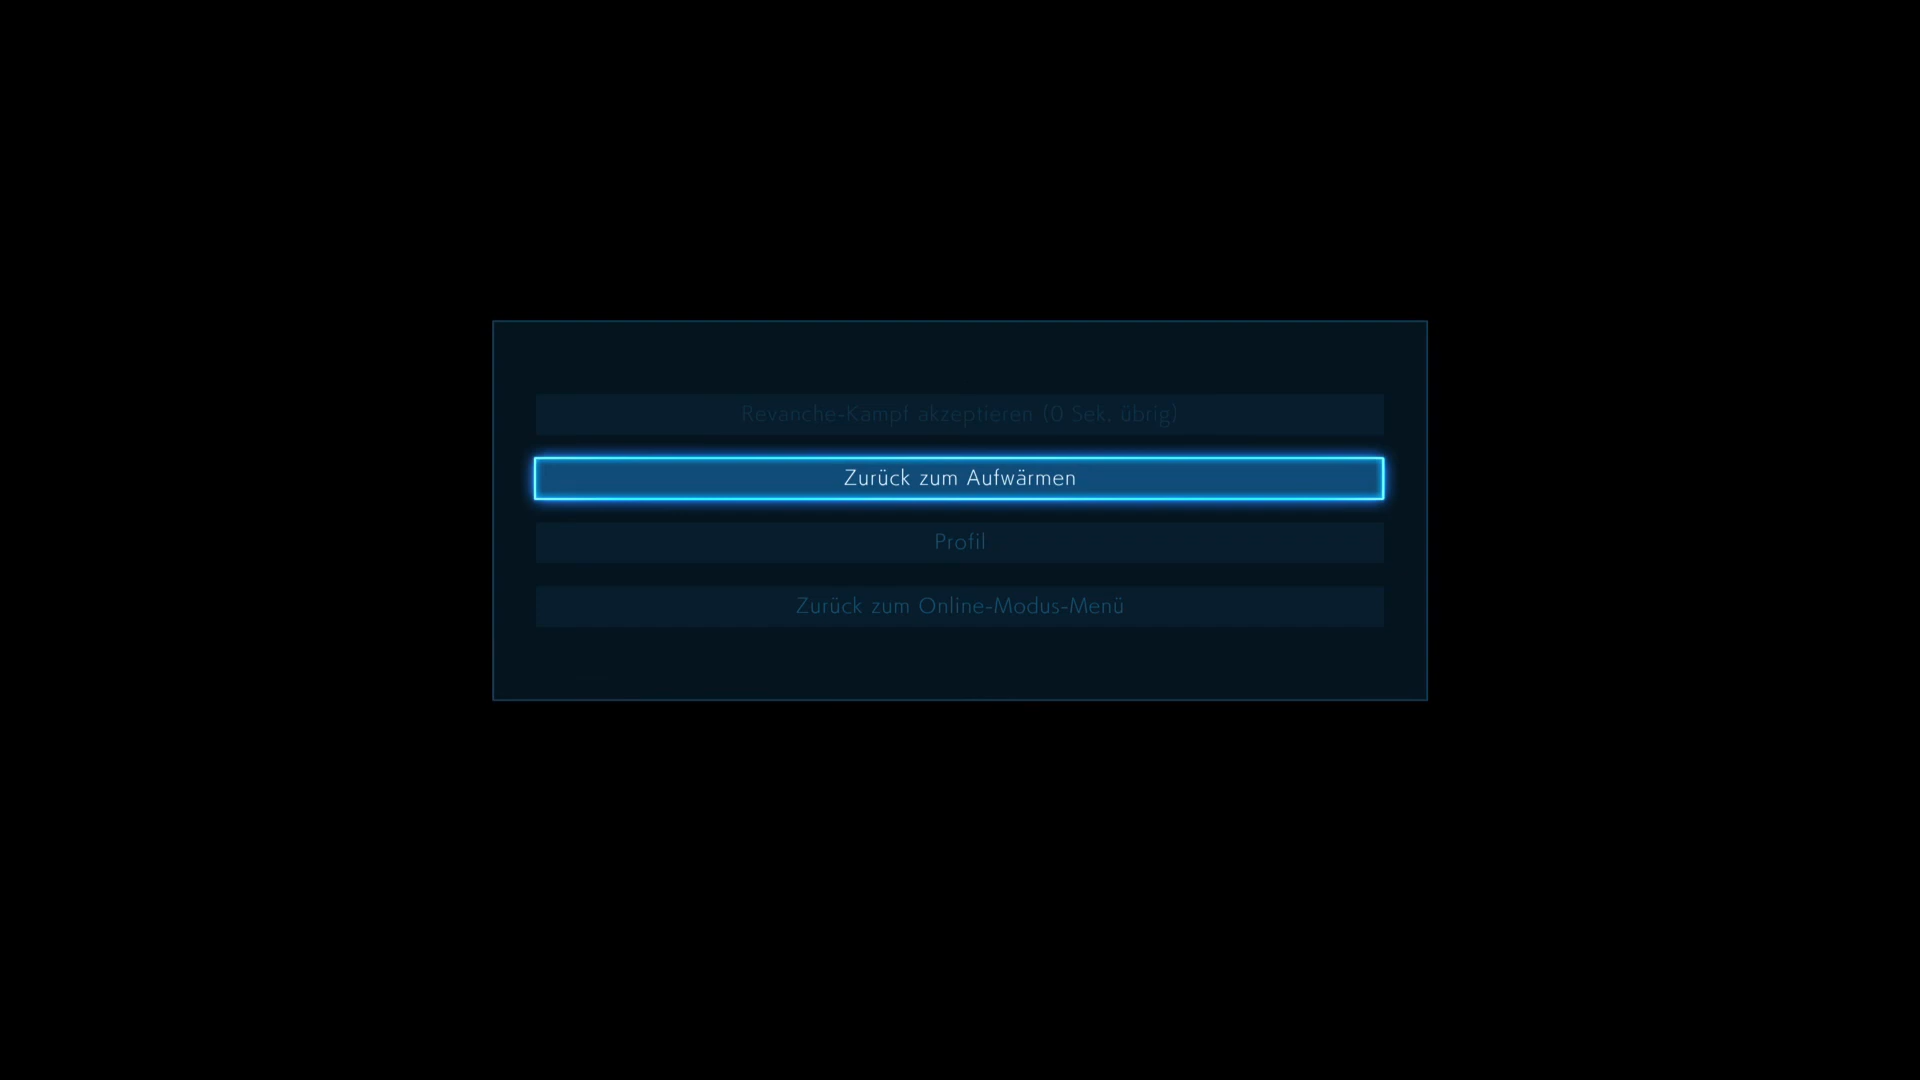 Revanche-Kampf akzeptieren (0 Sek. übrig)
Zurück zum Aufwärmen
Profil
Zurück zum Online-Modus-Menü